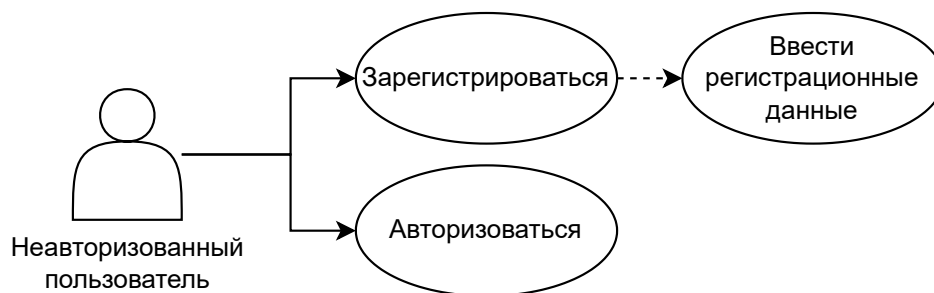 Зарегистрироваться
Ввести
регистрационные
данные
Авторизоваться
Неавторизованный
пользователь